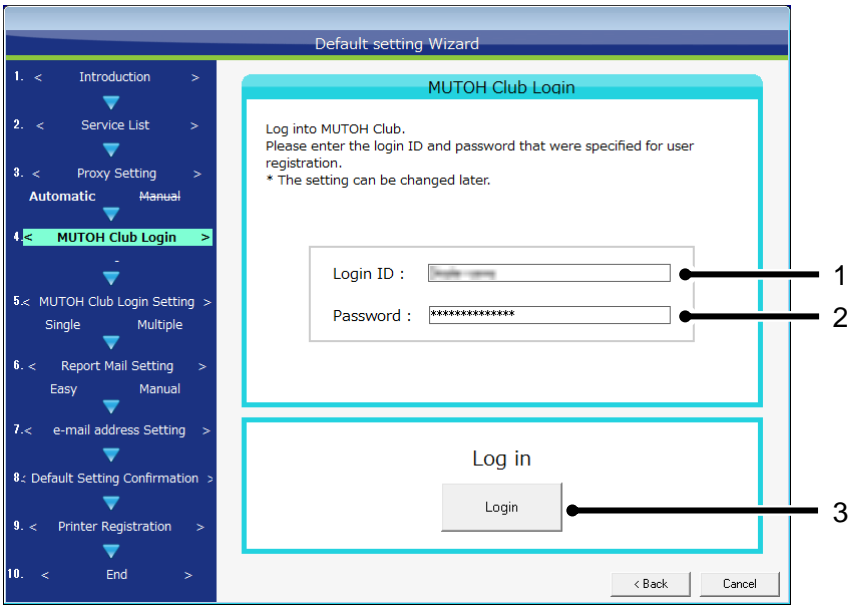 Default setting Wizard
1. < Introduction >
2. < Service List >
3. < Proxy Setting >
Automatic Manual
4. < MUTOH Club Login >
-
5. < MUTOH Club Login Setting >
Single Multiple
6. < Report Mail Setting >
Easy Manual
7. < e-mail address Setting >
8. < Default Setting Confirmation >
9. < Printer Registration >
10. < End >
MUTOH Club Login
Log into MUTOH Club.
Please enter the login ID and password that were specified for user
registration.
* The setting can be changed later.
Login ID :
1
Password : **************
2
Log in
Login
3
< Back Cancel